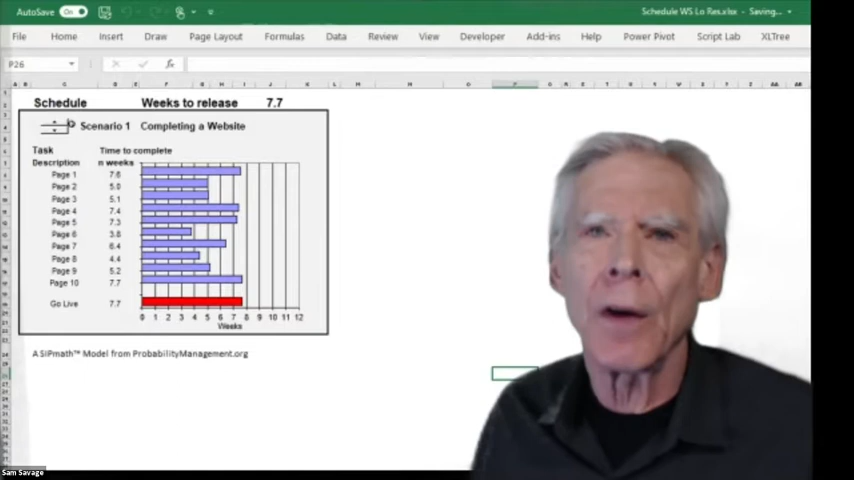 AutoSave On Schedule WS Lo Res.xlsx - Saving...
File Home Insert Draw Page Layout Formulas Data Review View Developer Add-ins Help Power Pivot Script Lab XLTree
P26 fx
Schedule Weeks to release 7.7
Scenario 1 Completing a Website
Task Time to complete
Description n weeks
Page 1 7.6
Page 2 5.0
Page 3 5.1
Page 4 7.4
Page 5 7.3
Page 6 3.8
Page 7 6.4
Page 8 4.4
Page 9 5.2
Page 10 7.7
Go Live 7.7
0 1 2 3 4 5 6 7 8 9 10 11 12
Weeks
A SIPmath™ Model from ProbabilityManagement.org
Sam Savage